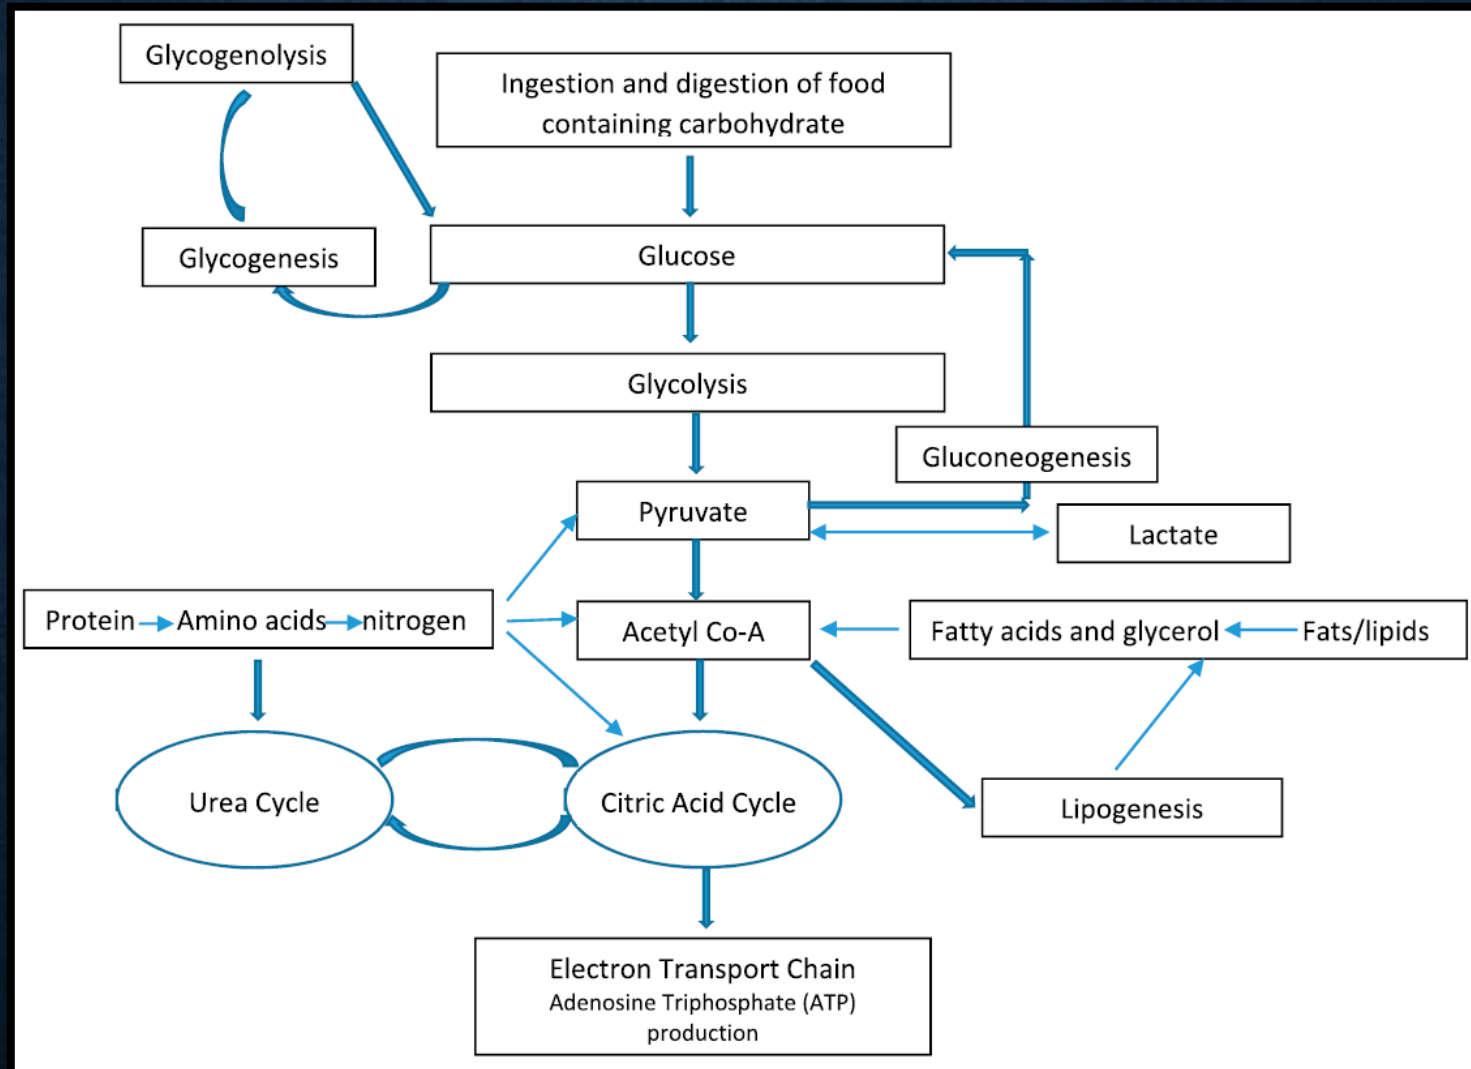 Glycogenolysis
Ingestion and digestion of food
containing carbohydrate
Glycogenesis
Glucose
Glycolysis
Gluconeogenesis
Pyruvate
Lactate
Protein Amino acids nitrogen
Acetyl Co-A
Fatty acids and glycerol Fats/lipids
Urea Cycle
Citric Acid Cycle
Lipogenesis
Electron Transport Chain
Adenosine Triphosphate (ATP)
production